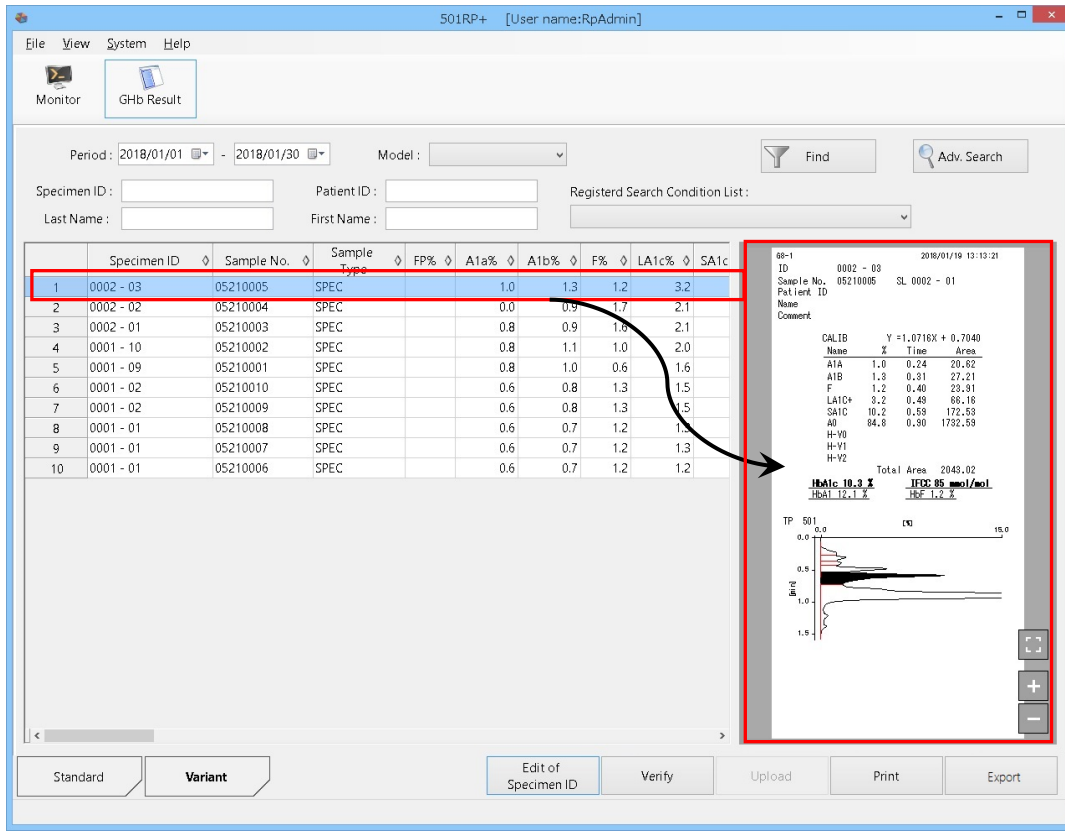 501RP+ [User name:RpAdmin]
File View System Help
Monitor GHb Result
Period : 2018/01/01 - 2018/01/30 Model :
Find Adv. Search
Specimen ID : Patient ID : Registerd Search Condition List :
Last Name : First Name :
Specimen ID Sample No. Sample Type FP% A1a% A1b% F% LA1c% SA1c
1 0002 - 03 05210005 SPEC 1.0 1.3 1.2 3.2
2 0002 - 02 05210004 SPEC 0.0 0.9 1.7 2.1
3 0002 - 01 05210003 SPEC 0.8 0.9 1.6 2.1
4 0001 - 10 05210002 SPEC 0.8 1.1 1.0 2.0
5 0001 - 09 05210001 SPEC 0.8 1.0 0.6 1.6
6 0001 - 02 05210010 SPEC 0.6 0.8 1.3 1.5
7 0001 - 02 05210009 SPEC 0.6 0.8 1.3 1.5
8 0001 - 01 05210008 SPEC 0.6 0.7 1.2
9 0001 - 01 05210007 SPEC 0.6 0.7 1.2 1.3
10 0001 - 01 05210006 SPEC 0.6 0.7 1.2 1.2
G8-1 2018/01/19 13:13:21
ID 0002 - 03
Sample No. 05210005 SL 0002 - 01
Patient ID
Name
Comment
CALIB Y =1.0716X + 0.7040
Name % Time Area
A1A 1.0 0.24 20.62
A1B 1.3 0.31 27.21
F 1.2 0.40 23.91
LA1C+ 3.2 0.49 66.16
SA1C 10.2 0.59 172.53
A0 84.8 0.90 1732.59
H-V0
H-V1
H-V2
Total Area 2043.02
HbA1c 10.3 % IFCC 85 mmol/mol
HbA1 12.1 % HbF 1.2 %
TP 501
[%]
0.0 15.0
0.0
0.5
[min]
1.0
1.5
+
−
Standard Variant Edit of Specimen ID Verify Upload Print Export